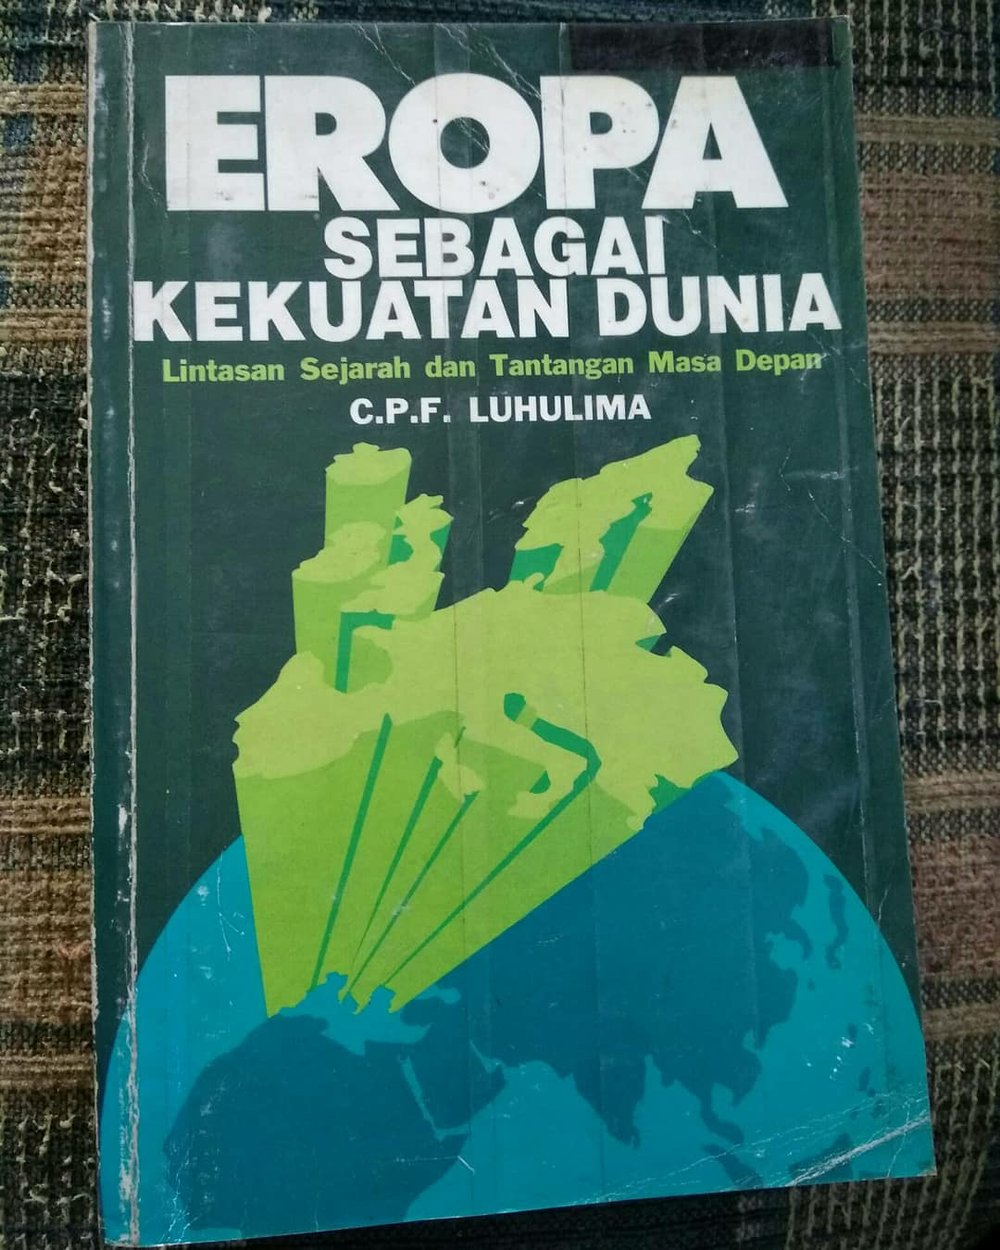 EROPA
SEBAGAI
KEKUATAN DUNIA
Lintasan Sejarah dan Tantangan Masa Depan
C.P.F. LUHULIMA